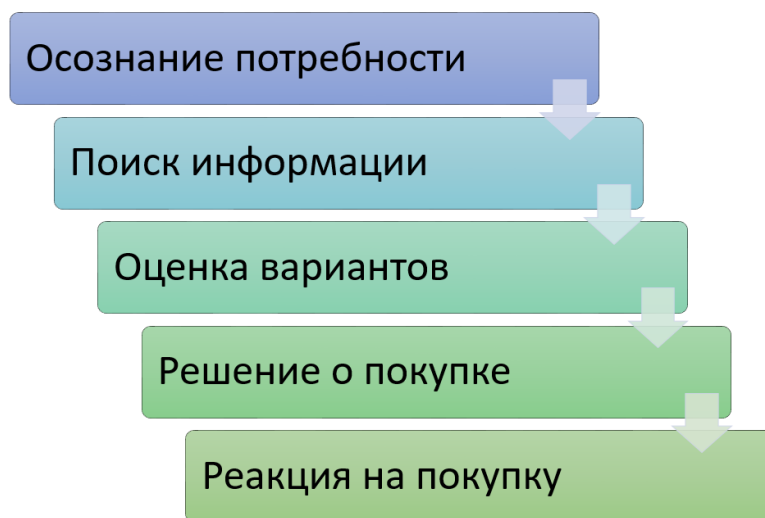 Осознание потребности
Поиск информации
Оценка вариантов
Решение о покупке
Реакция на покупку